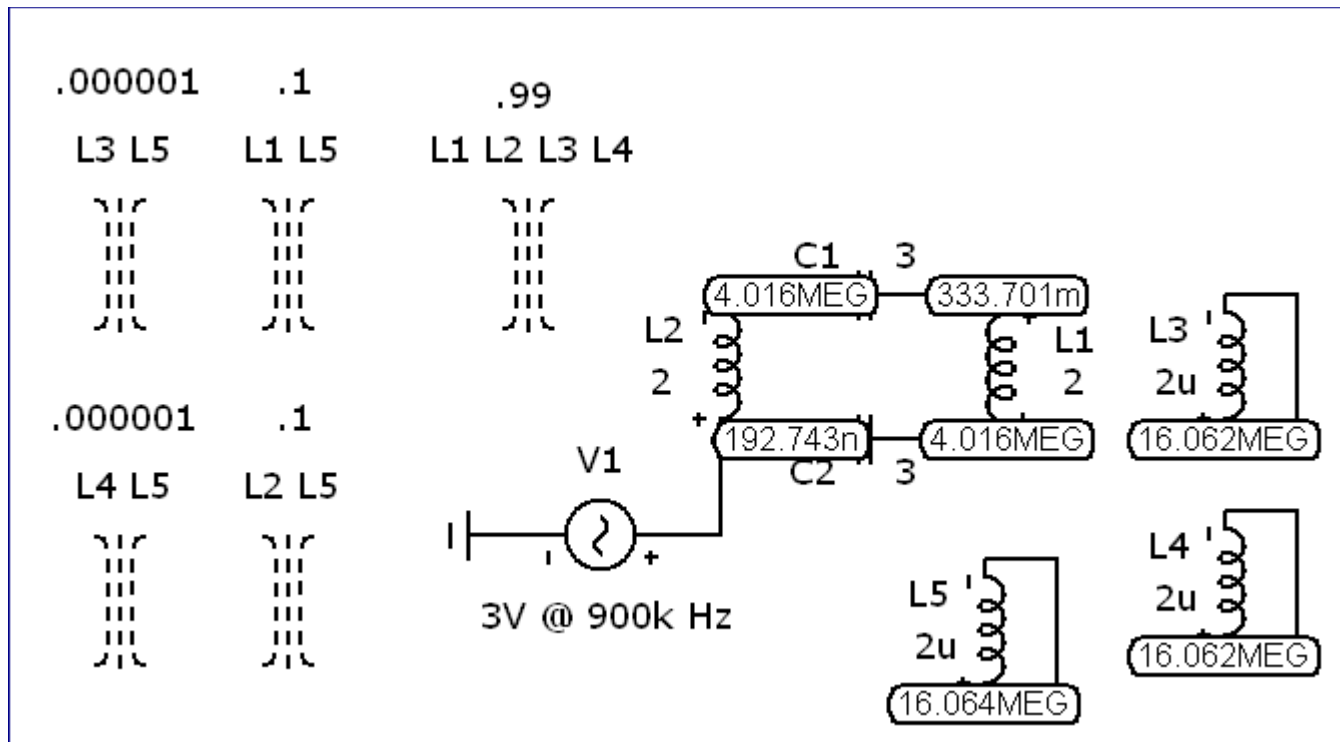 .000001 .1 .99
L3 L5 L1 L5 L1 L2 L3 L4
C1 3
4.016MEG 333.701m
L2 L1 L3
2 2 2u
.000001 .1
192.743n 4.016MEG 16.062MEG
V1 C2 3
L4 L5 L2 L5
L4
L5 2u
3V @ 900k Hz
2u 16.062MEG
16.064MEG